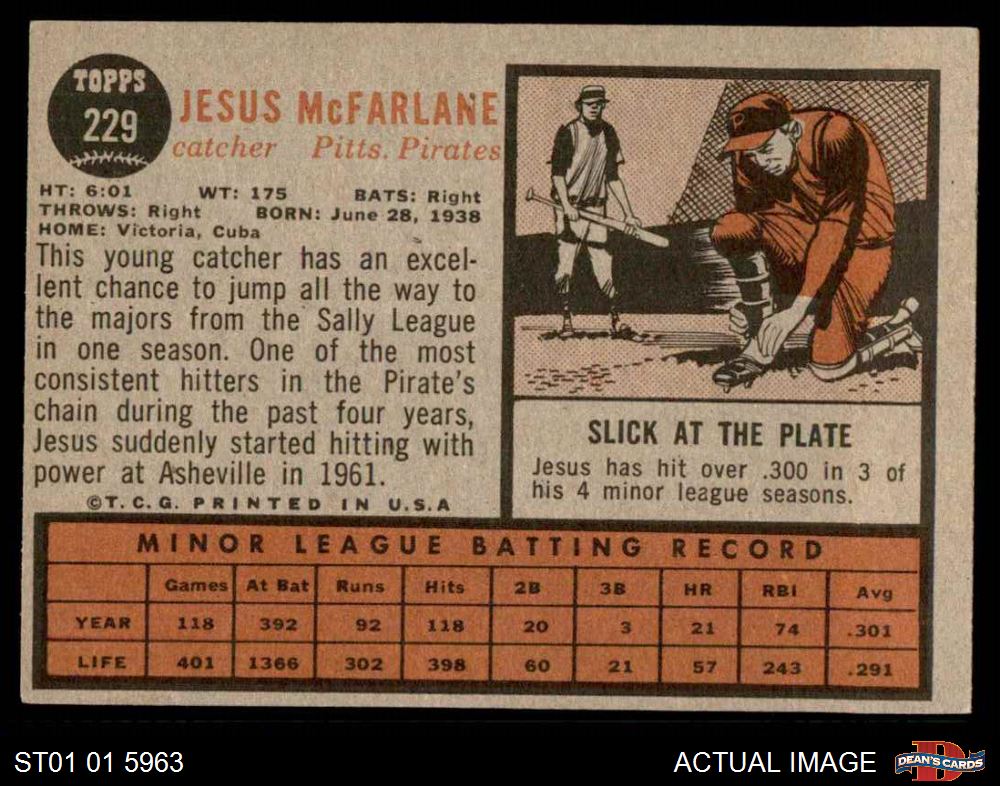 TOPPS
229
JESUS McFARLANE
catcher Pitts. Pirates
HT: 6:01 WT: 175 BATS: Right
THROWS: Right BORN: June 28, 1938
HOME: Victoria, Cuba
This young catcher has an excel-
lent chance to jump all the way to
the majors from the Sally League
in one season. One of the most
consistent hitters in the Pirate's
chain during the past four years,
Jesus suddenly started hitting with
power at Asheville in 1961.
©T.C.G. PRINTED IN U.S.A
P
SLICK AT THE PLATE
Jesus has hit over .300 in 3 of
his 4 minor league seasons.
MINOR LEAGUE BATTING RECORD
Games At Bat Runs Hits 2B 3B HR RBI Avg
YEAR 118 392 92 118 20 3 21 74 .301
LIFE 401 1366 302 398 60 21 57 243 .291
ST01 01 5963
ACTUAL IMAGE
D
DEAN'S CARDS